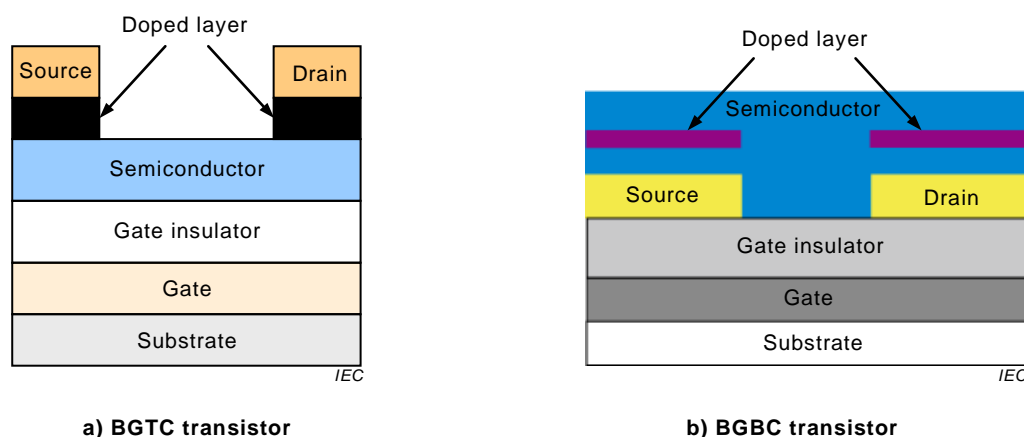 Doped layer
Source
Drain
Semiconductor
Gate insulator
Gate
Substrate
IEC
a) BGTC transistor
Doped layer
Semiconductor
Source
Drain
Gate insulator
Gate
Substrate
IEC
b) BGBC transistor